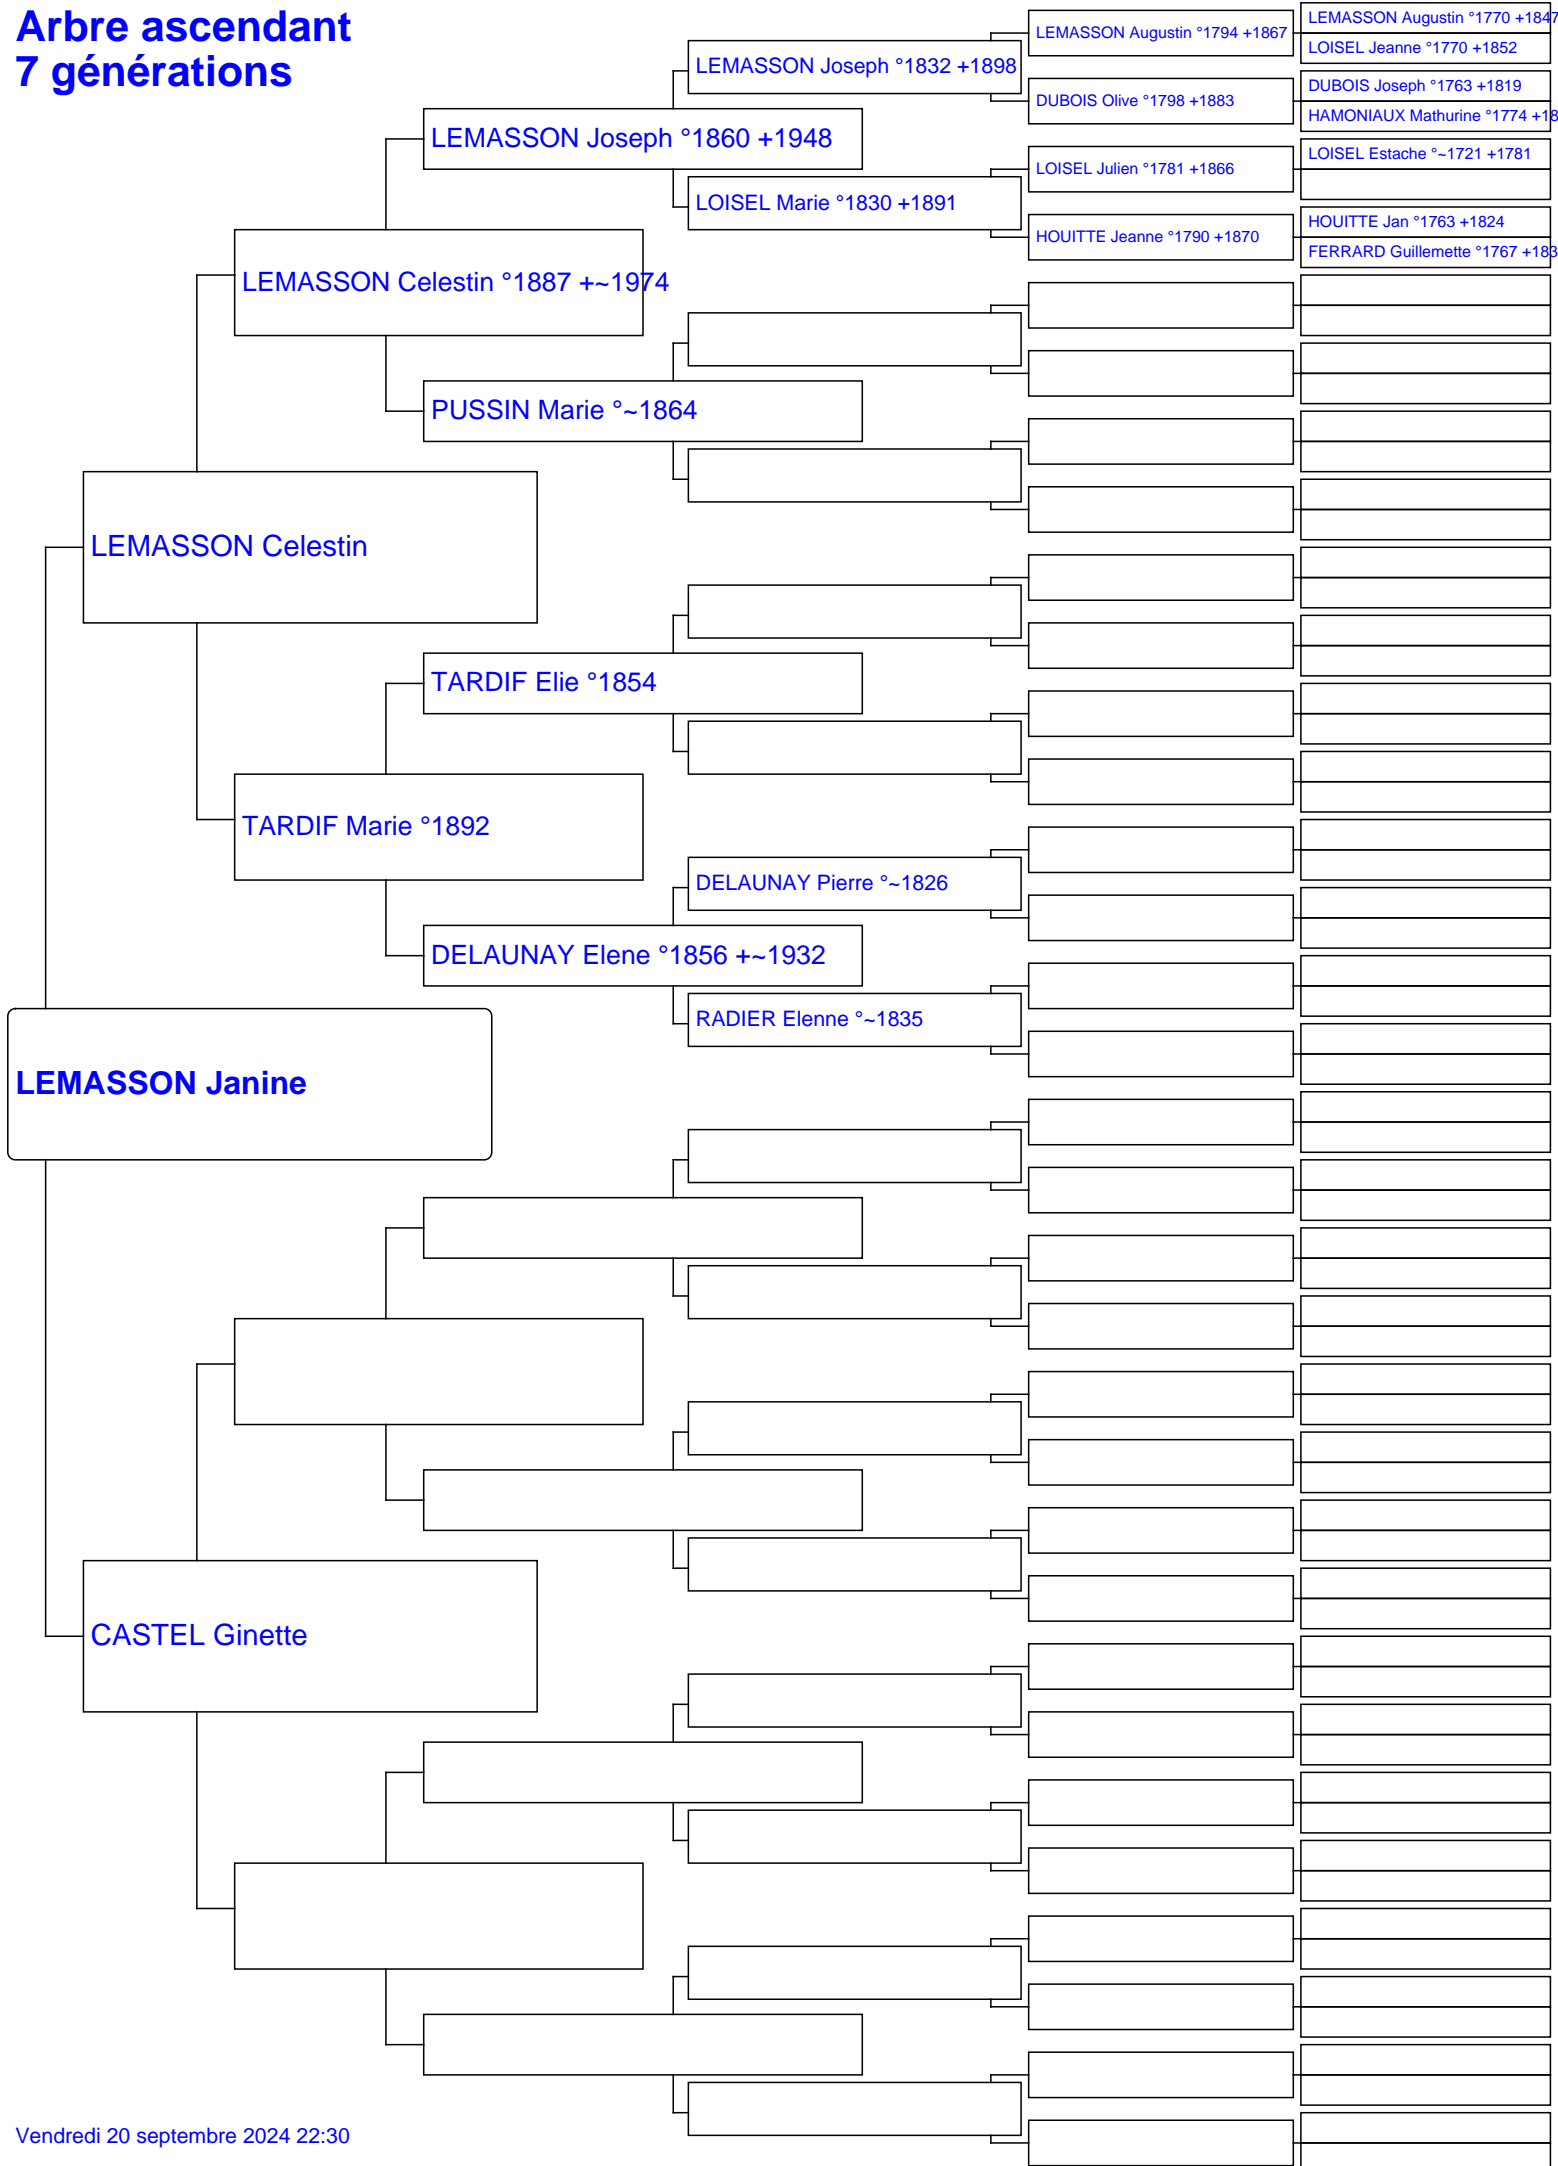 Arbre ascendant
7 générations
LEMASSON Augustin °1770 +1847
LEMASSON Augustin °1794 +1867
LOISEL Jeanne °1770 +1852
LEMASSON Joseph °1832 +1898
DUBOIS Joseph °1763 +1819
DUBOIS Olive °1798 +1883
HAMONIAUX Mathurine °1774 +18
LEMASSON Joseph °1860 +1948
LOISEL Estache °~1721 +1781
LOISEL Julien °1781 +1866
LOISEL Marie °1830 +1891
HOUITTE Jan °1763 +1824
HOUITTE Jeanne °1790 +1870
FERRARD Guillemette °1767 +183
LEMASSON Celestin °1887 +~1974
PUSSIN Marie °~1864
LEMASSON Celestin
TARDIF Elie °1854
TARDIF Marie °1892
DELAUNAY Pierre °~1826
DELAUNAY Elene °1856 +~1932
RADIER Elenne °~1835
LEMASSON Janine
CASTEL Ginette
Vendredi 20 septembre 2024 22:30